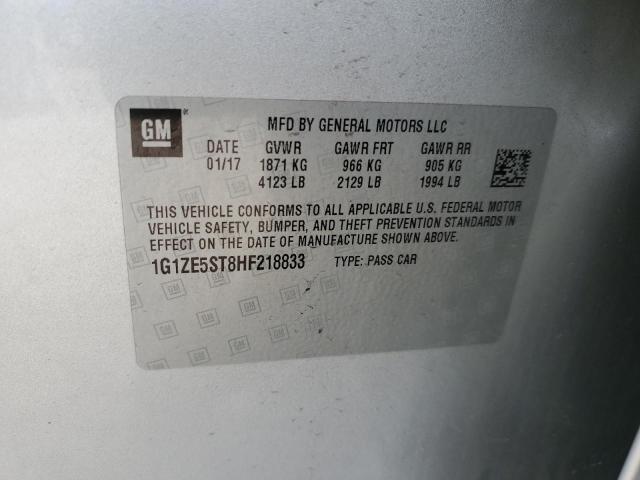 GM
MFD BY GENERAL MOTORS LLC
DATE GVWR GAWR FRT GAWR RR
01/17 1871 KG 966 KG 905 KG
4123 LB 2129 LB 1994 LB
THIS VEHICLE CONFORMS TO ALL APPLICABLE U.S. FEDERAL MOTOR
VEHICLE SAFETY, BUMPER, AND THEFT PREVENTION STANDARDS IN
EFFECT ON THE DATE OF MANUFACTURE SHOWN ABOVE.
1G1ZE5ST8HF218833 TYPE: PASS CAR